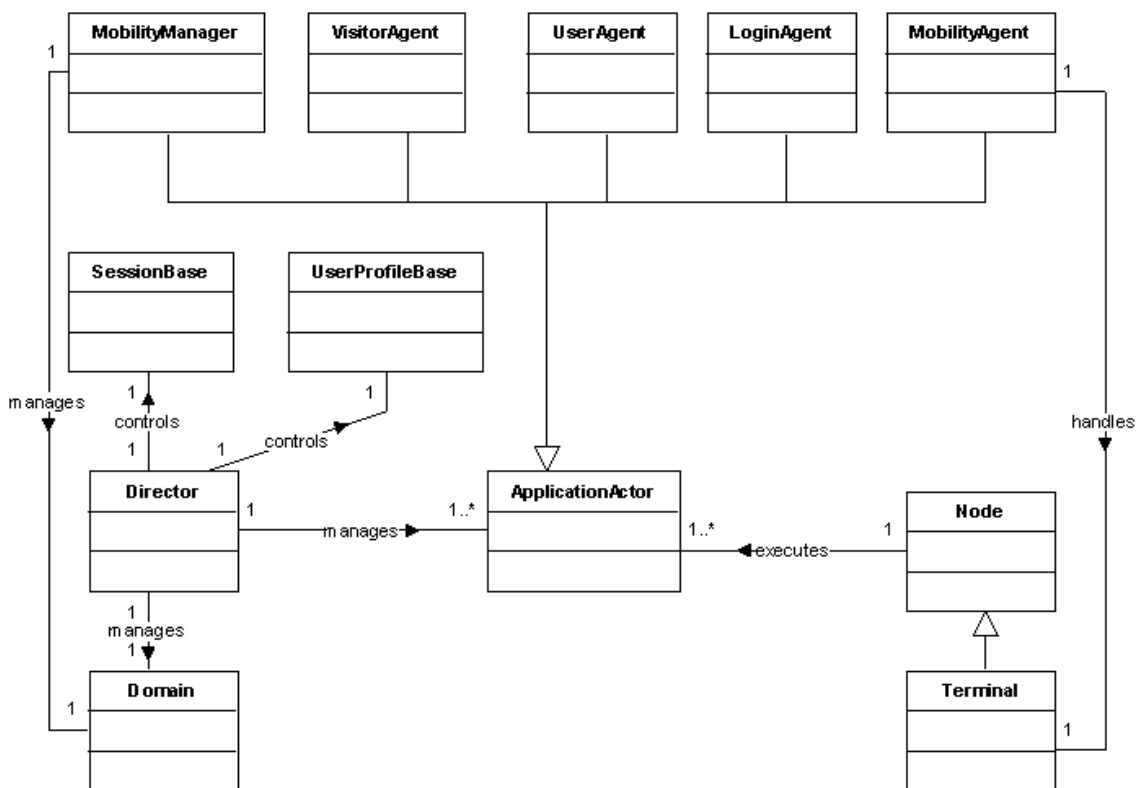 MobilityManager
VisitorAgent
UserAgent
LoginAgent
MobilityAgent
1
1
SessionBase
UserProfileBase
1
1
manages
controls
controls
handles
1
1
Director
ApplicationActor
Node
1
1..*
manages
1..*
1
executes
1
manages
1
Domain
Terminal
1
1